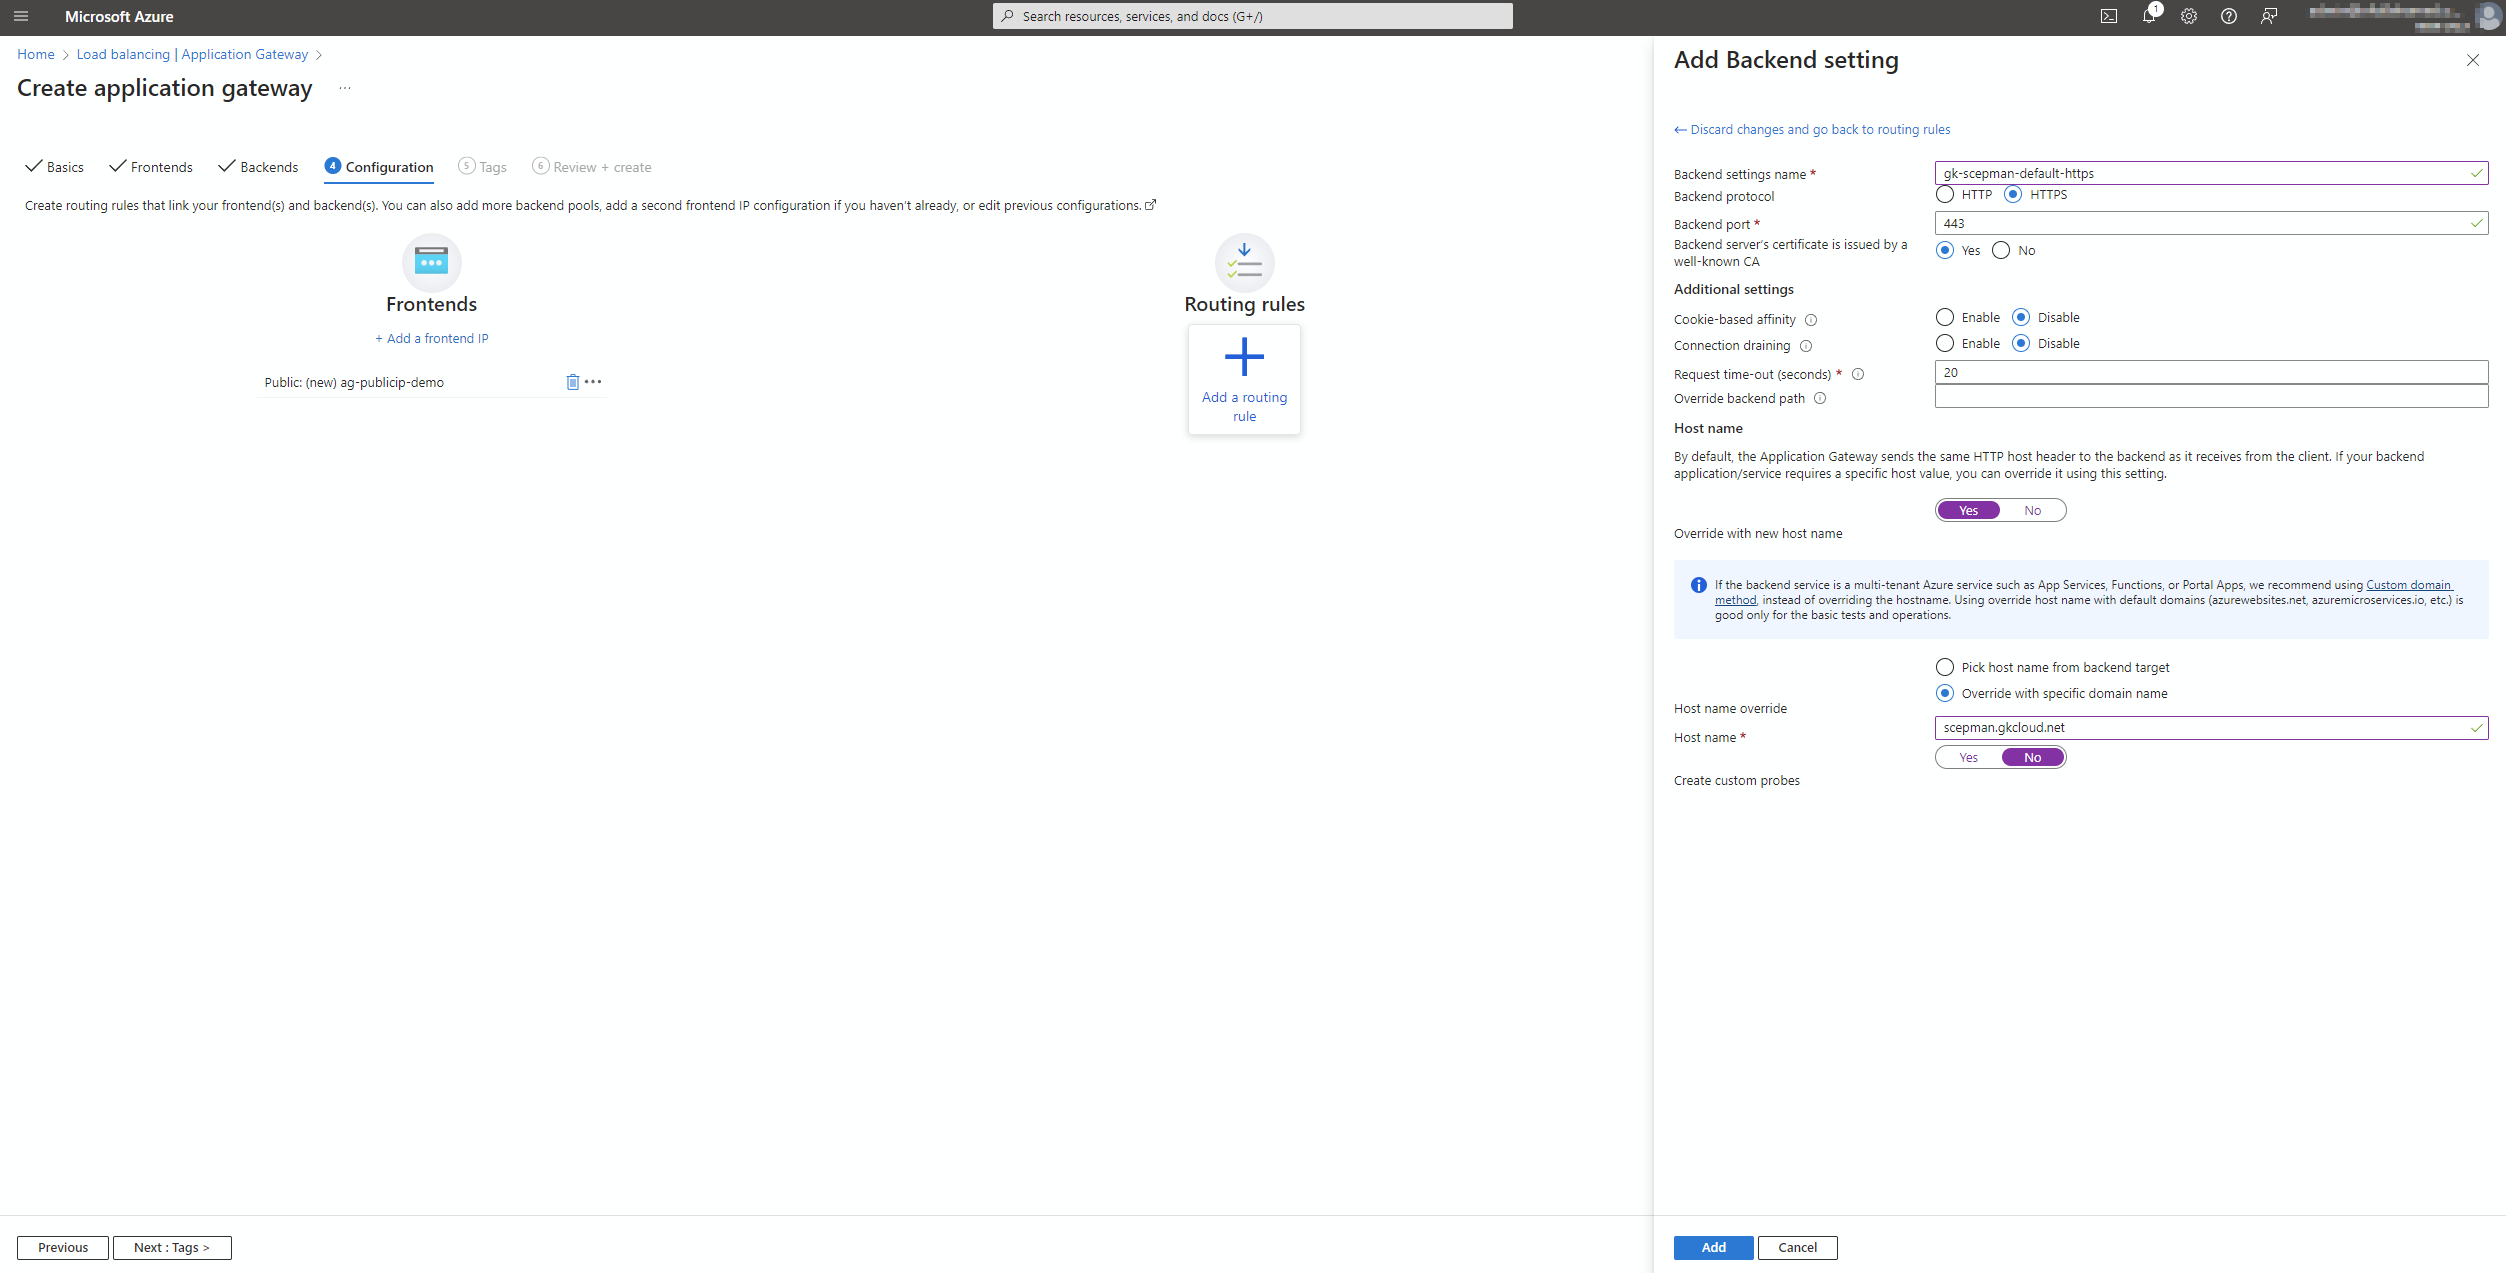 Microsoft Azure
Search resources, services, and docs (G+/)
1
Home > Load balancing | Application Gateway >
Create application gateway ...
Basics
Frontends
Backends
4 Configuration
5 Tags
6 Review + create
Create routing rules that link your frontend(s) and backend(s). You can also add more backend pools, add a second frontend IP configuration if you haven't already, or edit previous configurations.
Frontends
+ Add a frontend IP
Public: (new) ag-publicip-demo
Routing rules
Add a routing
rule
Previous
Next : Tags >
Add Backend setting
← Discard changes and go back to routing rules
Backend settings name * gk-scepman-default-https
Backend protocol HTTP HTTPS
Backend port * 443
Backend server's certificate is issued by a
well-known CA
Yes No
Additional settings
Cookie-based affinity Enable Disable
Connection draining Enable Disable
Request time-out (seconds) * 20
Override backend path
Host name
By default, the Application Gateway sends the same HTTP host header to the backend as it receives from the client. If your backend
application/service requires a specific host value, you can override it using this setting.
Yes No
Override with new host name
If the backend service is a multi-tenant Azure service such as App Services, Functions, or Portal Apps, we recommend using Custom domain
method, instead of overriding the hostname. Using override host name with default domains (azurewebsites.net, azuremicroservices.io, etc.) is
good only for the basic tests and operations.
Pick host name from backend target
Override with specific domain name
Host name override
Host name * scepman.gkcloud.net
Yes No
Create custom probes
Add
Cancel